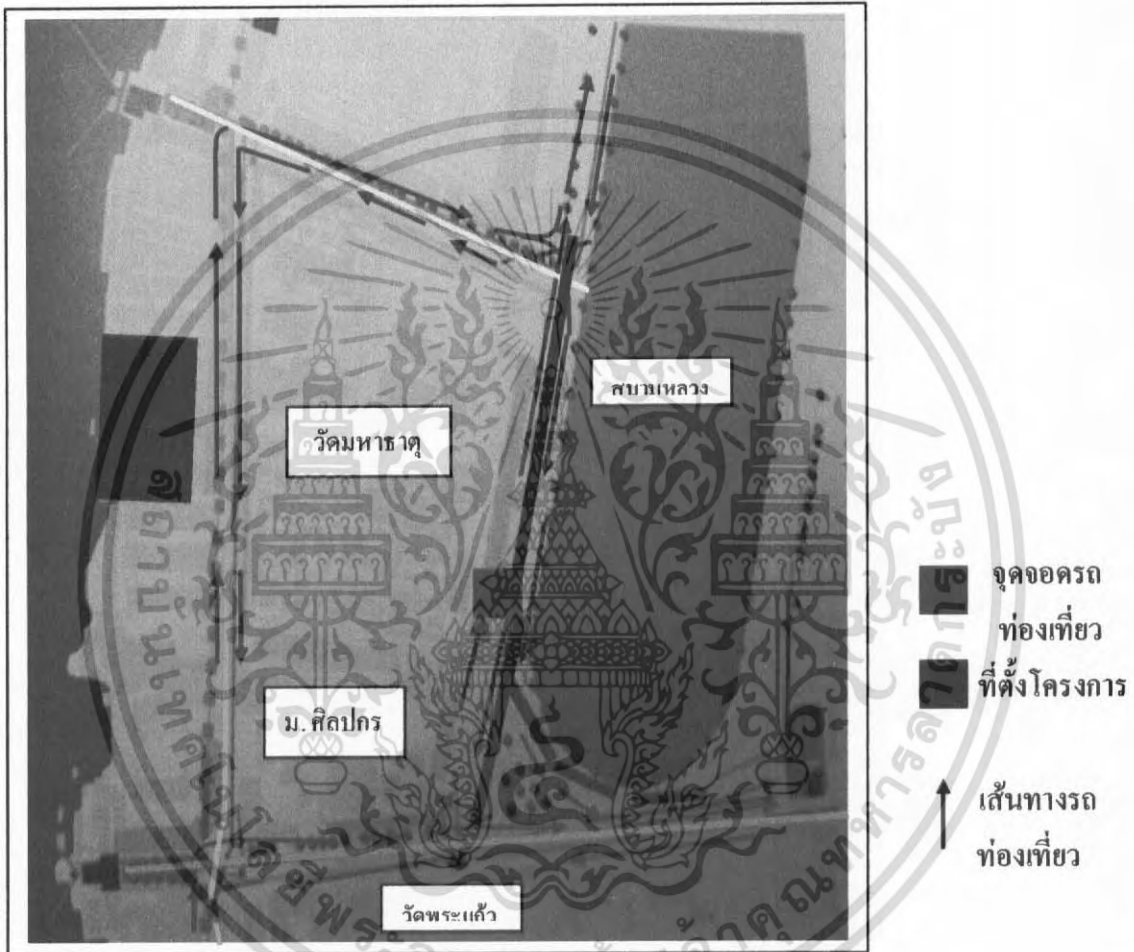 สนามหลวง
วัดมหาธาตุ
ม. ศิลปกร
วัดพระแก้ว
จุดจอดรถ
ท่องเที่ยว
ที่ตั้งโครงการ
เส้นทางรถ
ท่องเที่ยว